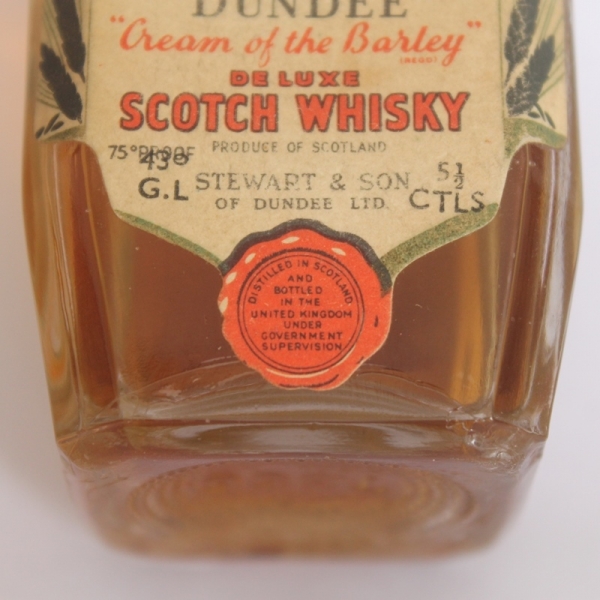 DUNDEE
"Cream of the Barley"
(REGD)
DE LUXE
SCOTCH WHISKY
75° PROOF PRODUCE OF SCOTLAND
43°
G.L
STEWART & SON
OF DUNDEE LTD.
5½
CTLS
DISTILLED IN SCOTLAND
AND
BOTTLED
IN THE
UNITED KINGDOM
UNDER
GOVERNMENT
SUPERVISION